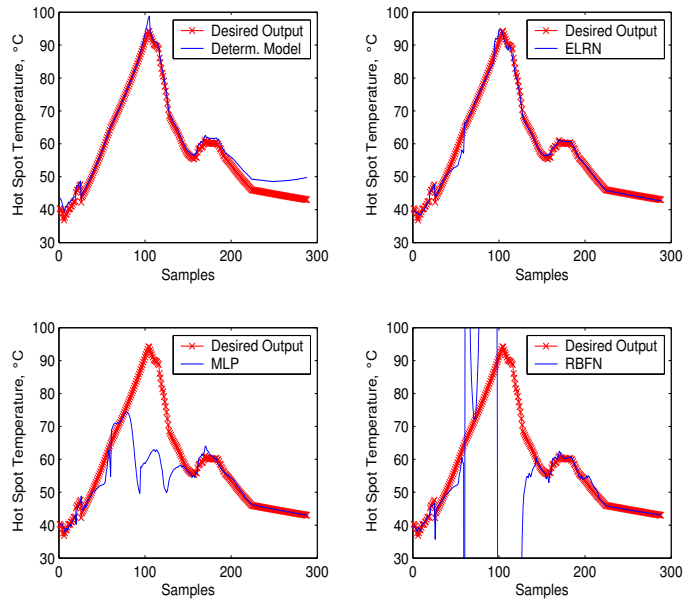 100
90
80
70
60
50
40
30
Hot Spot Temperature, °C
Desired Output
Determ. Model
0 100 200 300
Samples
100
90
80
70
60
50
40
30
Hot Spot Temperature, °C
Desired Output
ELRN
0 100 200 300
Samples
100
90
80
70
60
50
40
30
Hot Spot Temperature, °C
Desired Output
MLP
0 100 200 300
Samples
100
90
80
70
60
50
40
30
Hot Spot Temperature, °C
Desired Output
RBFN
0 100 200 300
Samples